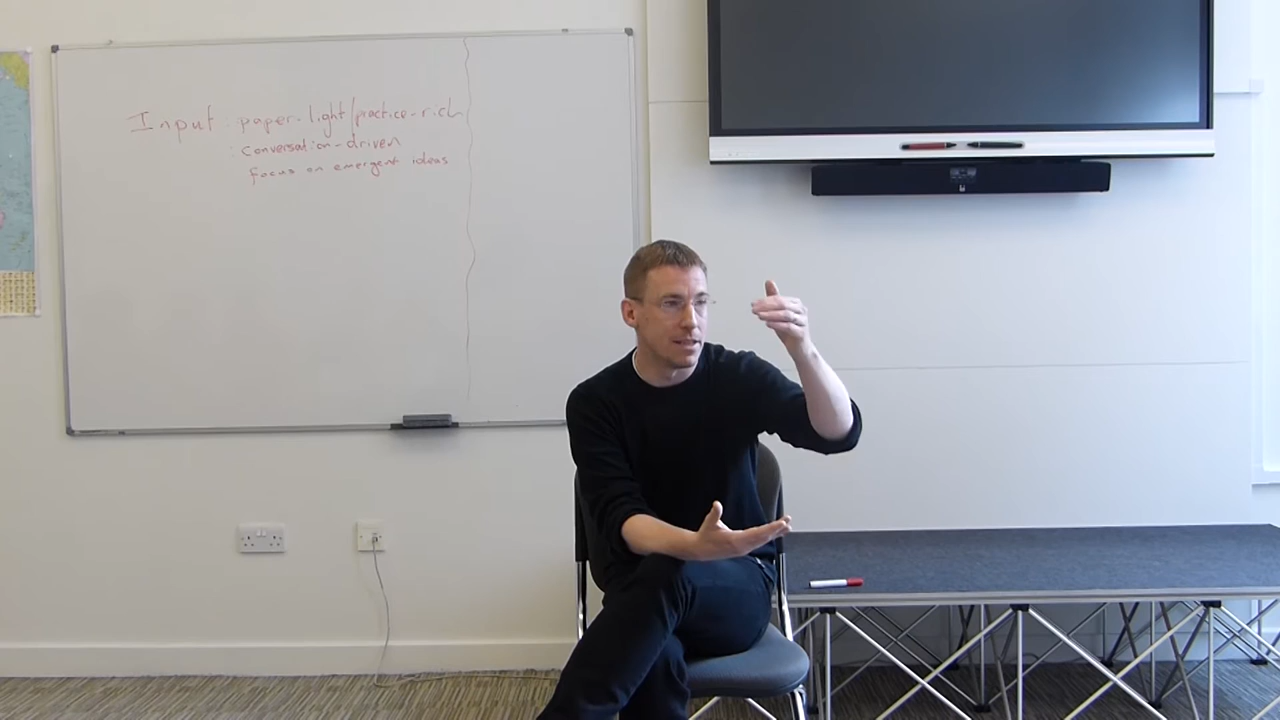 Input : paper-light/practice-rich
: conversation-driven
focus on emergent ideas